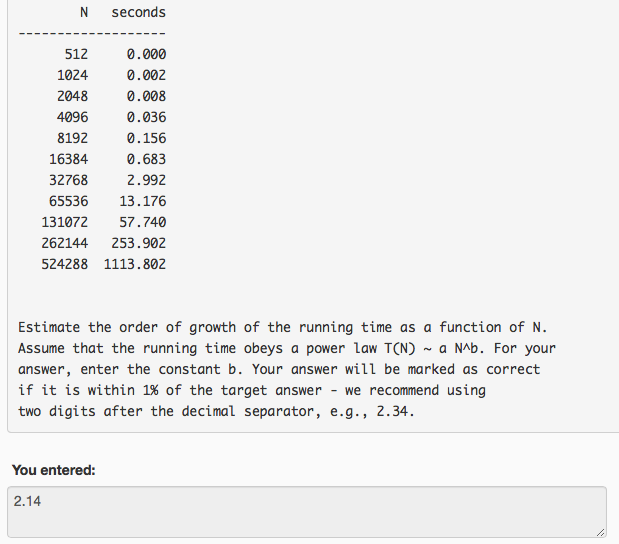 N seconds
-------------------
512 0.000
1024 0.002
2048 0.008
4096 0.036
8192 0.156
16384 0.683
32768 2.992
65536 13.176
131072 57.740
262144 253.902
524288 1113.802
Estimate the order of growth of the running time as a function of N.
Assume that the running time obeys a power law T(N) ~ a N^b. For your
answer, enter the constant b. Your answer will be marked as correct
if it is within 1% of the target answer - we recommend using
two digits after the decimal separator, e.g., 2.34.
You entered:
2.14